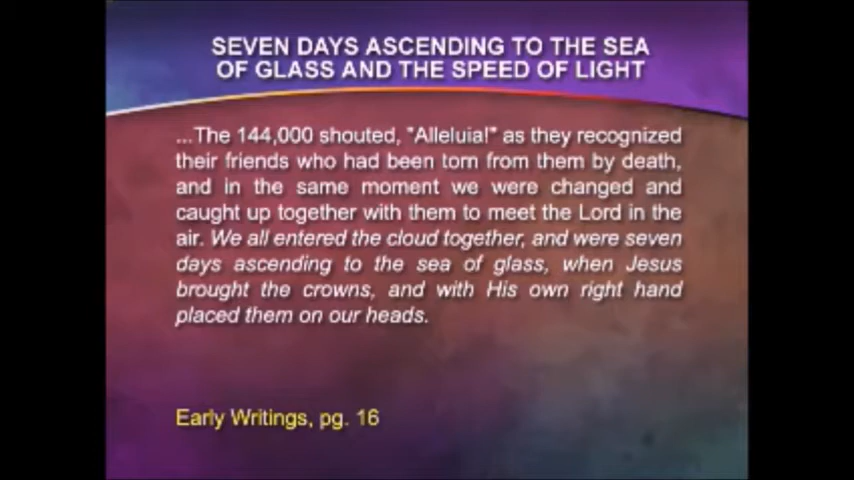 SEVEN DAYS ASCENDING TO THE SEA
OF GLASS AND THE SPEED OF LIGHT
...The 144,000 shouted, "Alleluia!" as they recognized
their friends who had been torn from them by death,
and in the same moment we were changed and
caught up together with them to meet the Lord in the
air. We all entered the cloud together, and were seven
days ascending to the sea of glass, when Jesus
brought the crowns, and with His own right hand
placed them on our heads.
Early Writings, pg. 16